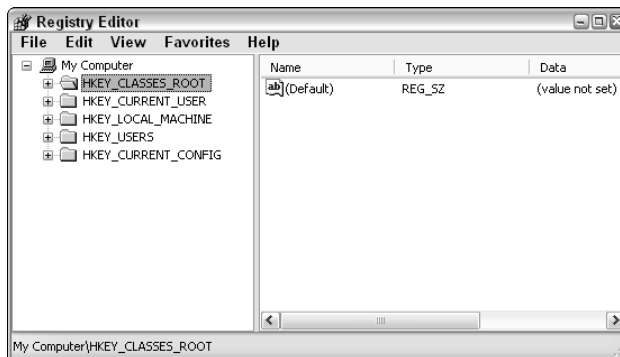 Registry Editor
File Edit View Favorites Help
My Computer
HKEY_CLASSES_ROOT
HKEY_CURRENT_USER
HKEY_LOCAL_MACHINE
HKEY_USERS
HKEY_CURRENT_CONFIG
Name Type Data
ab (Default) REG_SZ (value not set)
My Computer\HKEY_CLASSES_ROOT